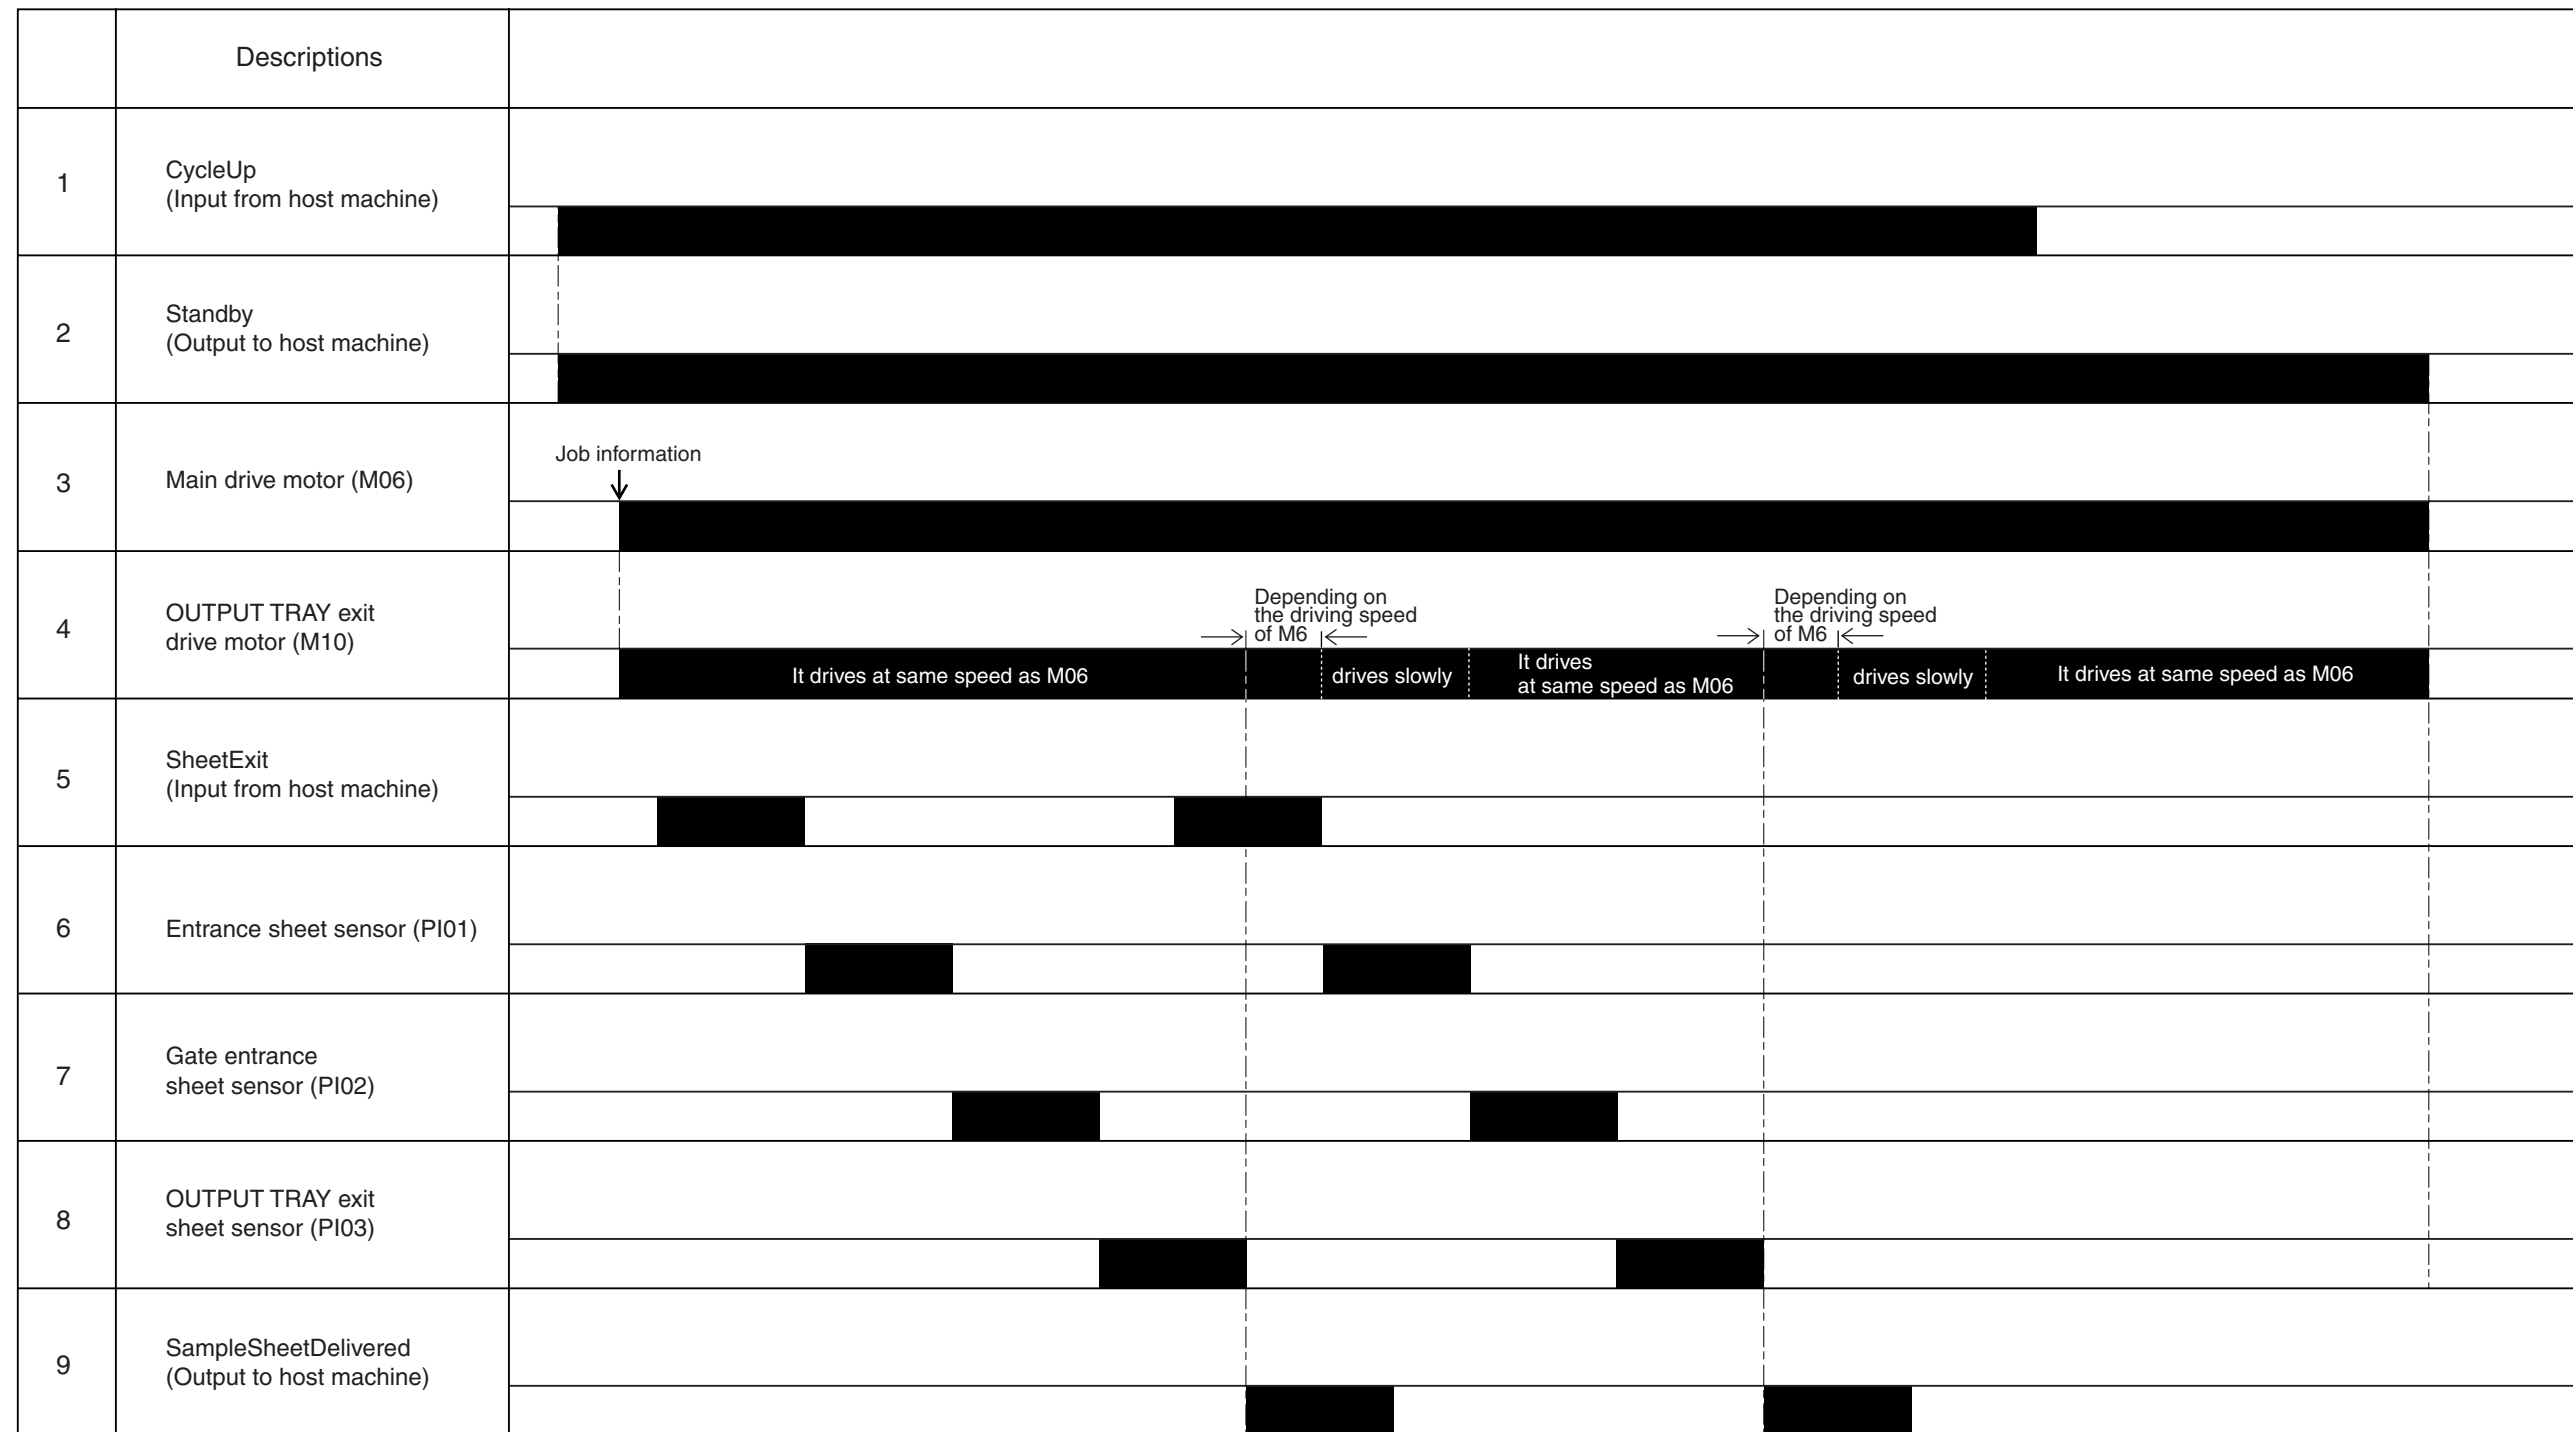 Descriptions
1
CycleUp
(Input from host machine)
2
Standby
(Output to host machine)
3
Main drive motor (M06)
Job information
4
OUTPUT TRAY exit
drive motor (M10)
Depending on
the driving speed
of M6
Depending on
the driving speed
of M6
It drives at same speed as M06
drives slowly
It drives
at same speed as M06
drives slowly
It drives at same speed as M06
5
SheetExit
(Input from host machine)
6
Entrance sheet sensor (PI01)
7
Gate entrance
sheet sensor (PI02)
8
OUTPUT TRAY exit
sheet sensor (PI03)
9
SampleSheetDelivered
(Output to host machine)